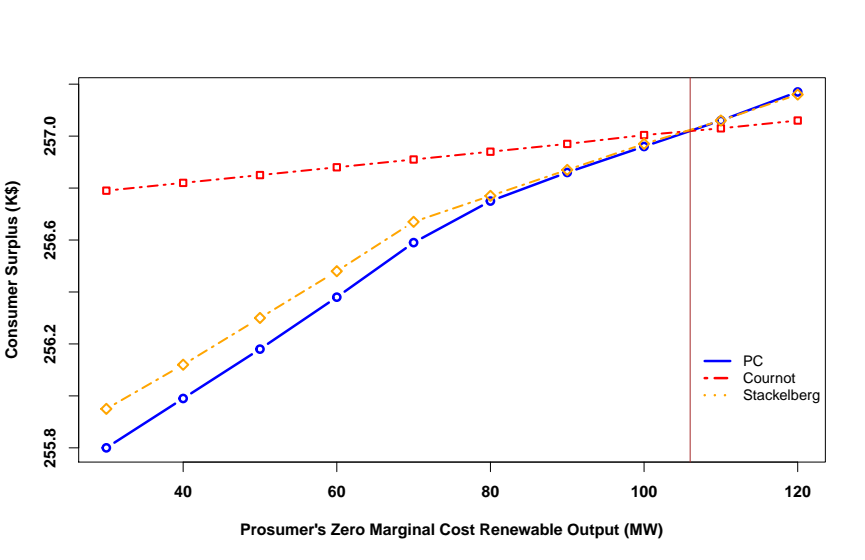 Consumer Surplus (K$)
257.0
256.6
256.2
255.8
PC
Cournot
Stackelberg
40 60 80 100 120
Prosumer's Zero Marginal Cost Renewable Output (MW)